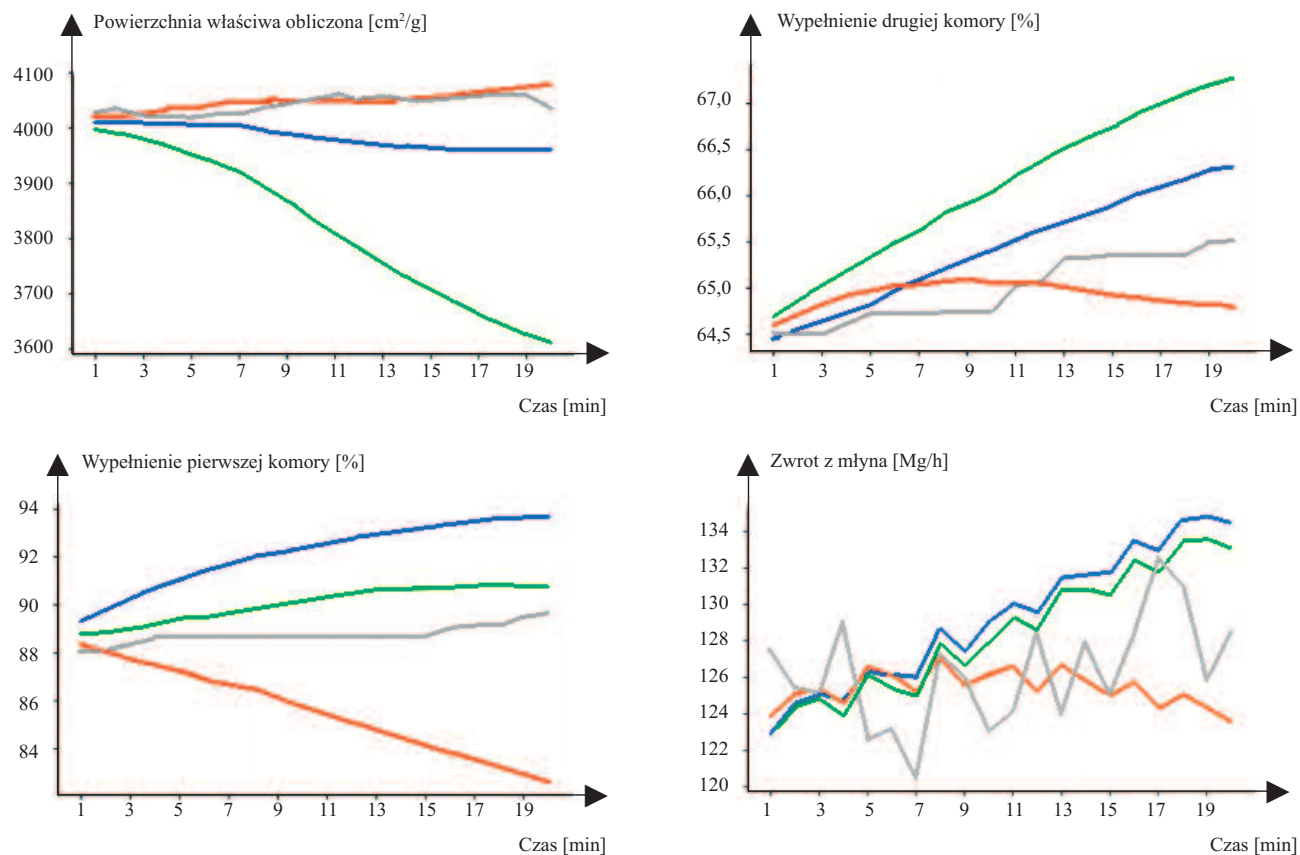 Powierzchnia właściwa obliczona [cm²/g]
4100
4000
3900
3800
3700
3600
1 3 5 7 9 11 13 15 17 19
Czas [min]
Wypełnienie drugiej komory [%]
67,0
66,5
66,0
65,5
65,0
64,5
1 3 5 7 9 11 13 15 17 19
Czas [min]
Wypełnienie pierwszej komory [%]
94
92
90
88
86
84
1 3 5 7 9 11 13 15 17 19
Czas [min]
Zwrot z młyna [Mg/h]
134
132
130
128
126
124
122
120
1 3 5 7 9 11 13 15 17 19
Czas [min]